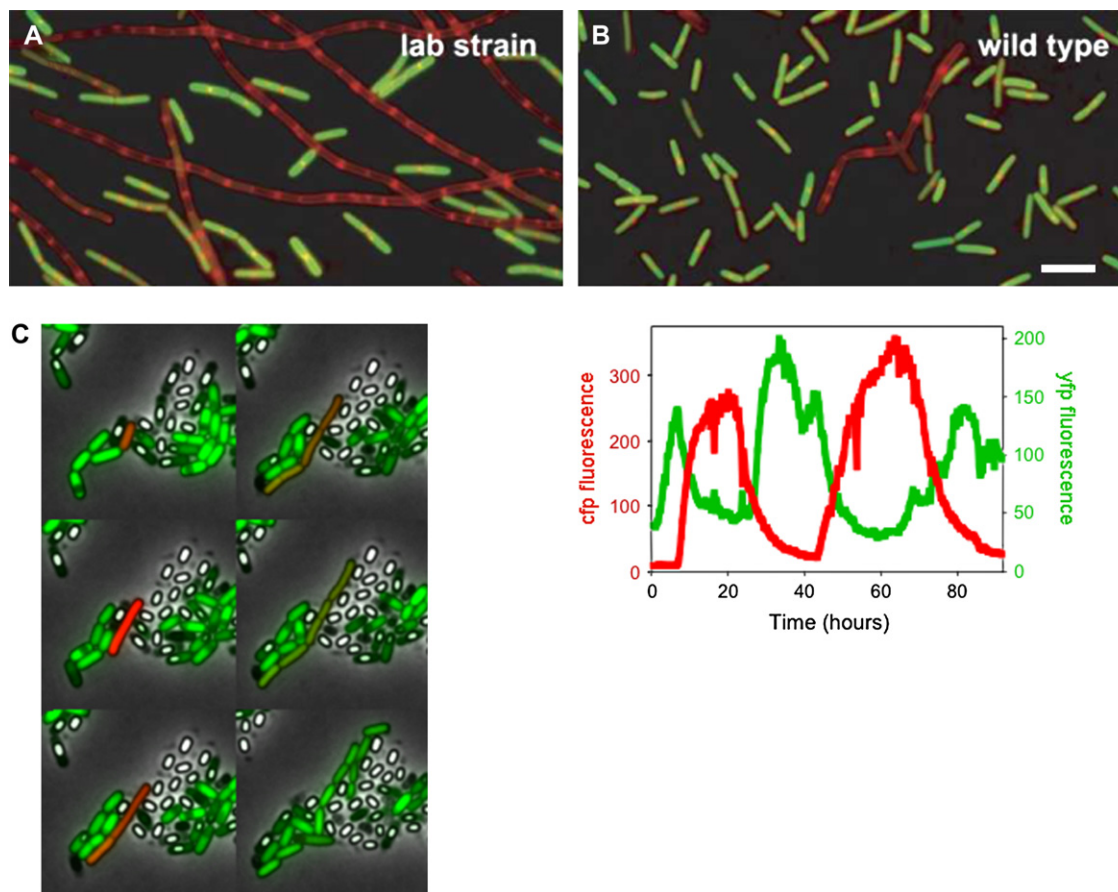 A
lab strain
B
wild type
C
cfp fluorescence
300
200
100
0
200
150
100
50
0
yfp fluorescence
0
20
40
60
80
Time (hours)